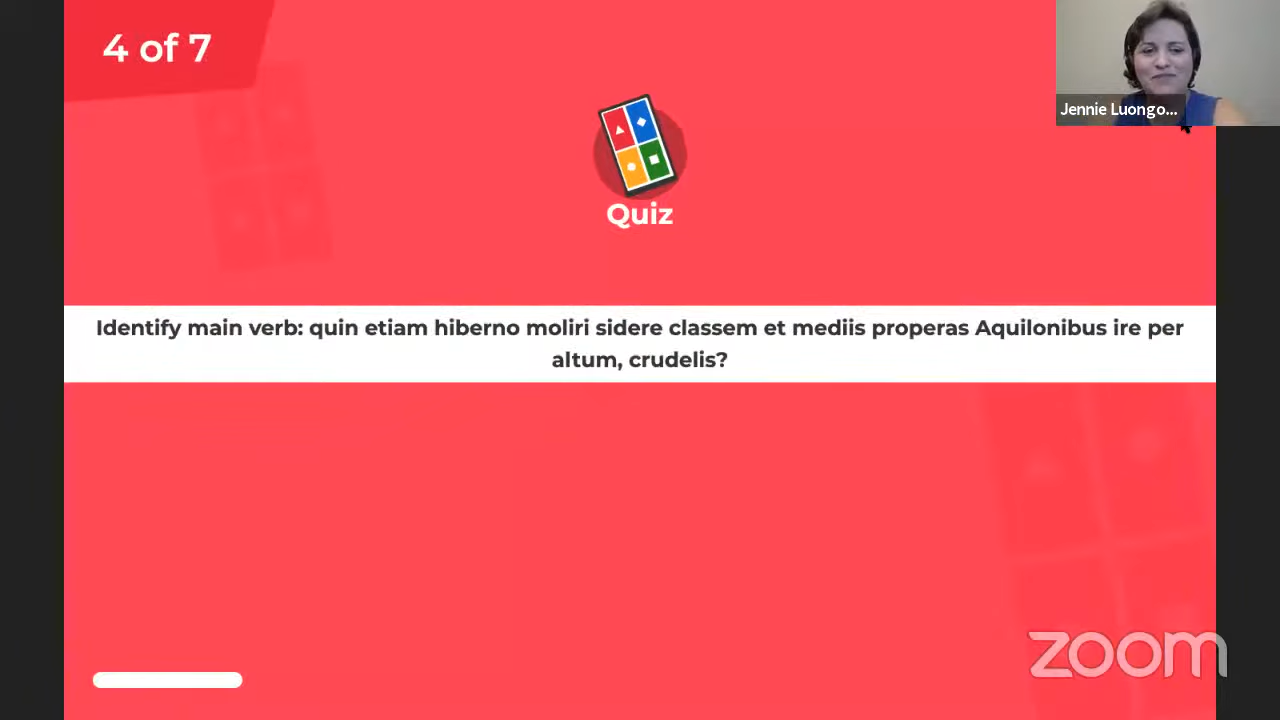 4 of 7
Jennie Luongo...
Quiz
Identify main verb: quin etiam hiberno moliri sidere classem et mediis properas Aquilonibus ire per
altum, crudelis?
zoom